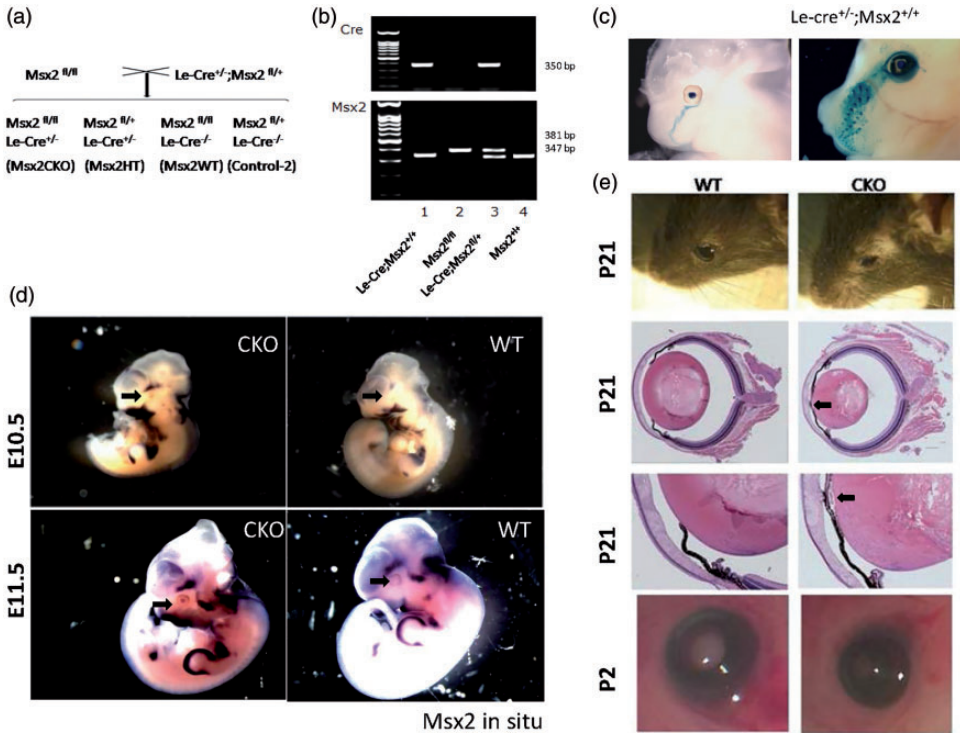 (a)
Msx2 fl/fl
Le-Cre+/-;Msx2 fl/+
Msx2 fl/fl Msx2 fl/+ Msx2 fl/fl Msx2 fl/+
Le-Cre+/- Le-Cre+/- Le-Cre-/- Le-Cre-/-
(Msx2CKO) (Msx2HT) (Msx2WT) (Control-2)
(b)
Cre
350 bp
Msx2
381 bp
347 bp
1 2 3 4
Le-Cre;Msx2+/+
Msx2fl/fl
Le-Cre;Msx2fl/+
Msx2+/+
(c)
Le-cre+/-;Msx2+/+
(d)
CKO
WT
E10.5
CKO
WT
E11.5
Msx2 in situ
(e)
WT CKO
P21
P21
P21
P2